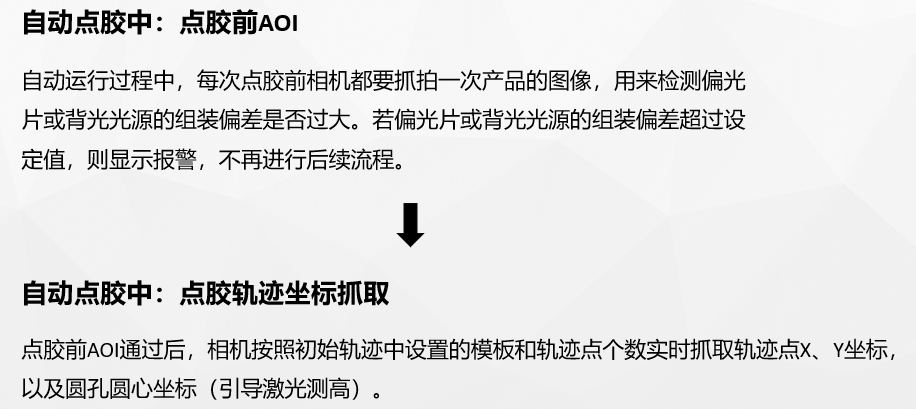 自动点胶中：点胶前AOI
自动运行过程中，每次点胶前相机都要抓拍一次产品的图像，用来检测偏光
片或背光光源的组装偏差是否过大。若偏光片或背光光源的组装偏差超过设
定值，则显示报警，不再进行后续流程。
自动点胶中：点胶轨迹坐标抓取
点胶前AOI通过后，相机按照初始轨迹中设置的模板和轨迹点个数实时抓取轨迹点X、Y坐标，
以及圆孔圆心坐标（引导激光测高）。